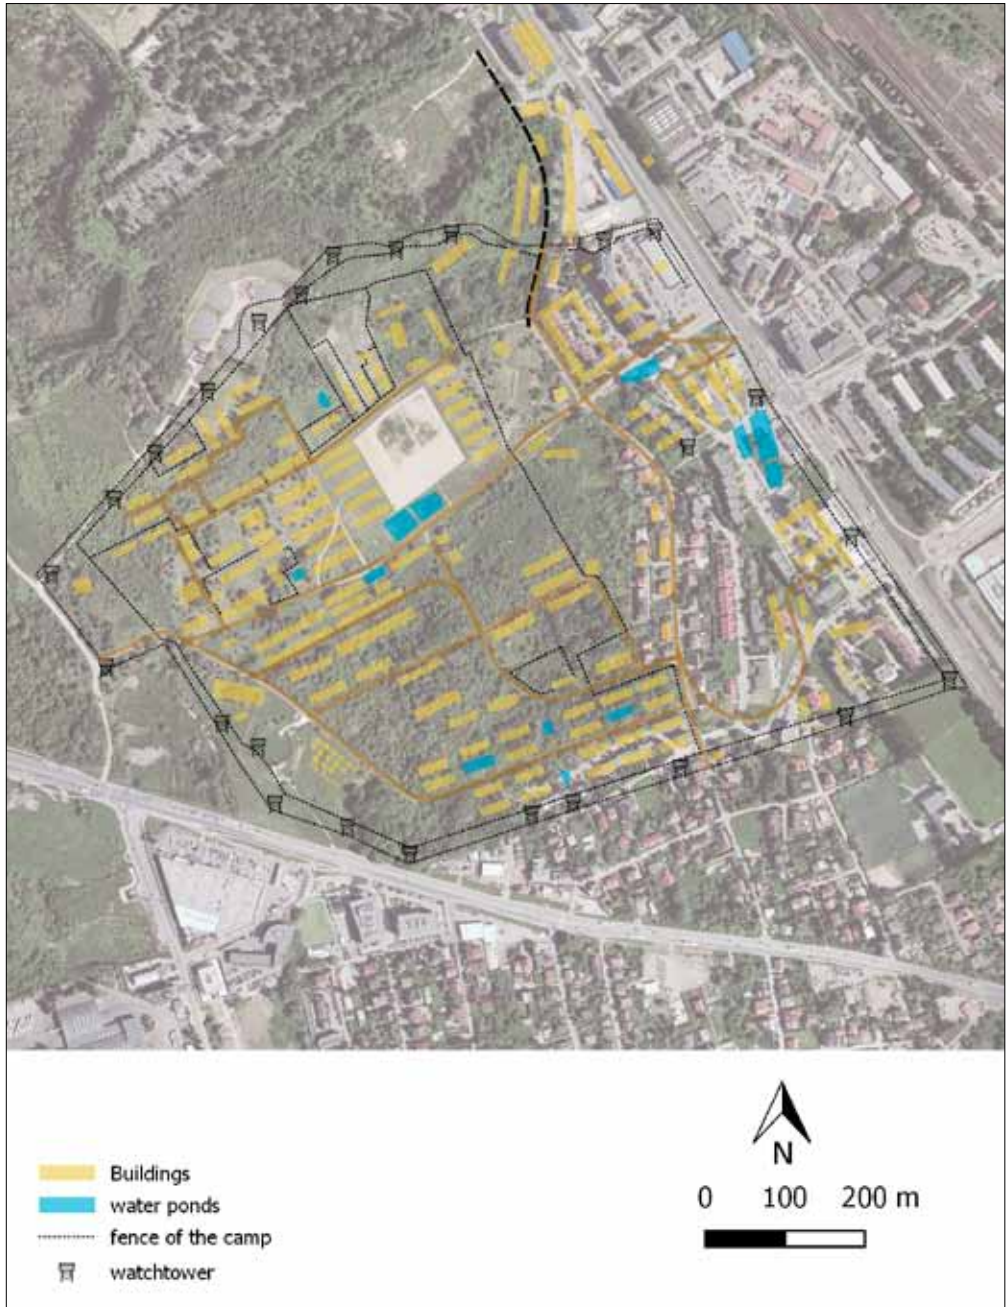 Buildings
water ponds
fence of the camp
watchtower
N
0 100 200 m